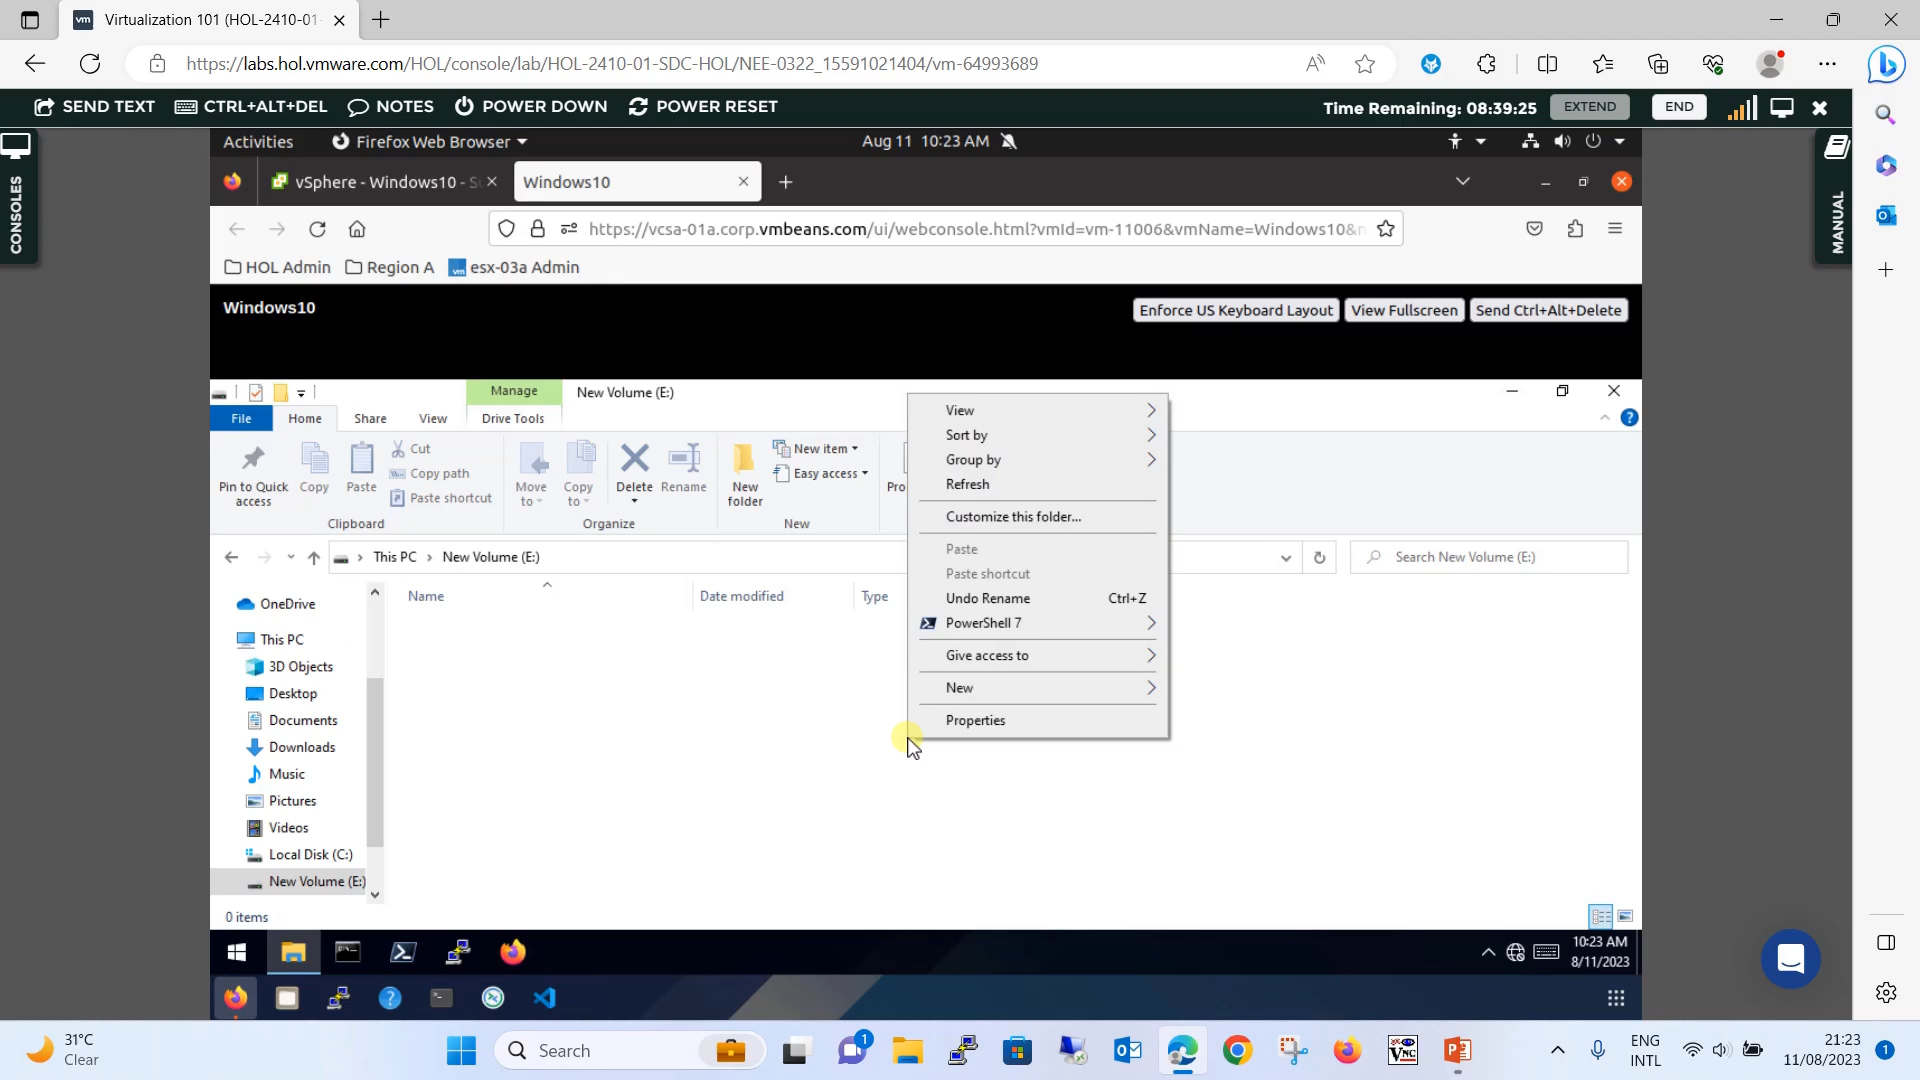 Virtualization 101 (HOL-2410-01
https://labs.hol.vmware.com/HOL/console/lab/HOL-2410-01-SDC-HOL/NEE-0322_15591021404/vm-64993689
SEND TEXT CTRL+ALT+DEL NOTES POWER DOWN POWER RESET Time Remaining: 08:39:25 EXTEND END
CONSOLES
MANUAL
Activities Firefox Web Browser Aug 11 10:23 AM
vSphere - Windows10 - S Windows10
https://vcsa-01a.corp.vmbeans.com/ui/webconsole.html?vmId=vm-11006&vmName=Windows10&
HOL Admin Region A esx-03a Admin
Windows10 Enforce US Keyboard Layout View Fullscreen Send Ctrl+Alt+Delete
Manage New Volume (E:)
File Home Share View Drive Tools
Pin to Quick access
Copy
Paste
Cut
Copy path
Paste shortcut
Clipboard
Move to
Copy to
Delete
Rename
Organize
New folder
New item
Easy access
New
Pro
This PC New Volume (E:) Search New Volume (E:)
Name Date modified Type
OneDrive
This PC
3D Objects
Desktop
Documents
Downloads
Music
Pictures
Videos
Local Disk (C:)
New Volume (E:)
0 items
View
Sort by
Group by
Refresh
Customize this folder...
Paste
Paste shortcut
Undo Rename Ctrl+Z
PowerShell 7
Give access to
New
Properties
10:23 AM
8/11/2023
31°C
Clear
Search
1
VNC
ENG
INTL
21:23
11/08/2023
1